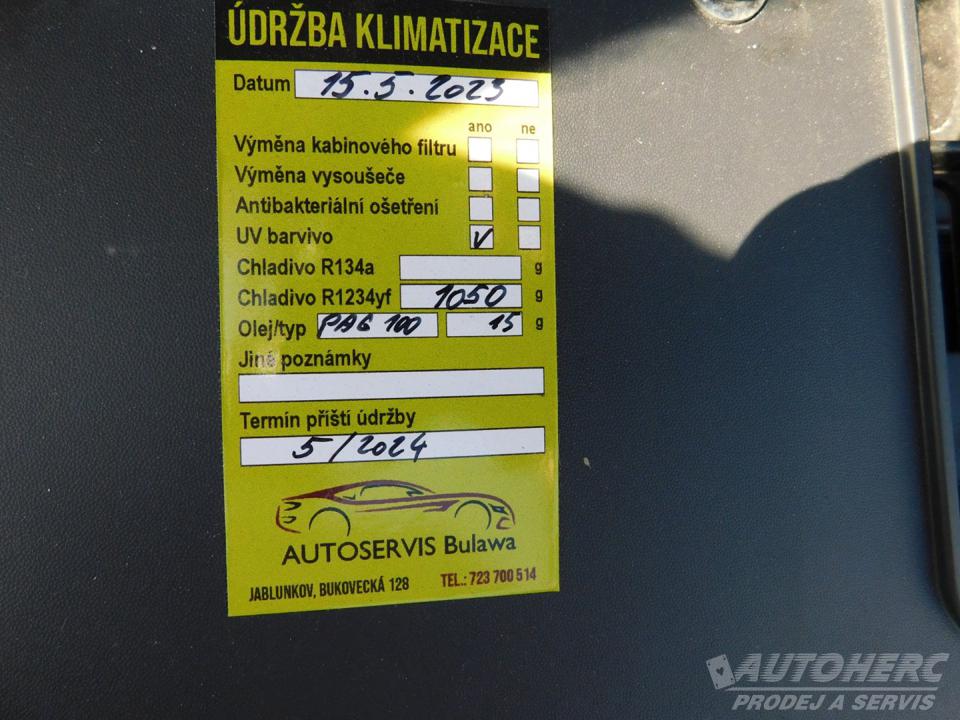 ÚDRŽBA KLIMATIZACE
Datum 15.5.2023
ano ne
Výměna kabinového filtru
Výměna vysoušeče
Antibakteriální ošetření
UV barvivo V
Chladivo R134a g
Chladivo R1234yf 1050 g
Olej/typ PAG 100 15 g
Jiné poznámky
Termín příští údržby
5/2024
AUTOSERVIS Bulawa
JABLUNKOV, BUKOVECKÁ 128 TEL.: 723 700 514
AUTOHERC
PRODEJ A SERVIS